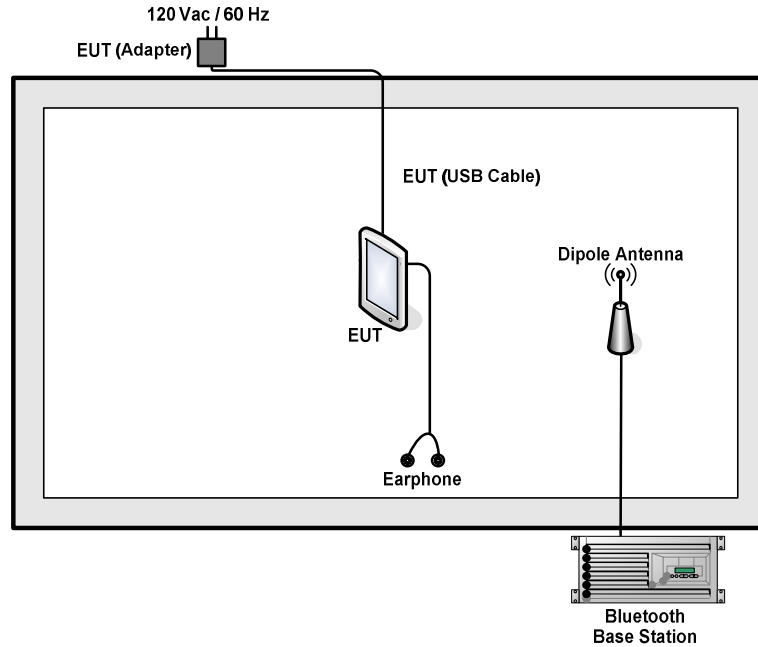 120 Vac / 60 Hz
EUT (Adapter)
EUT (USB Cable)
Dipole Antenna
EUT
Earphone
Bluetooth
Base Station